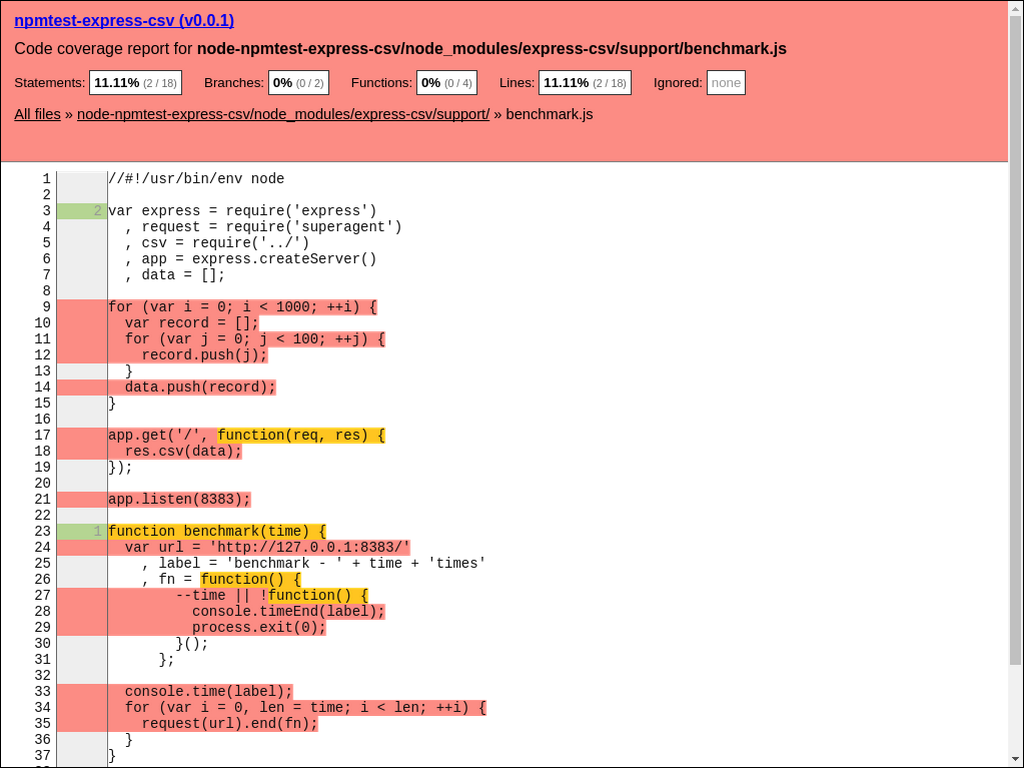 npmtest-express-csv (v0.0.1)
Code coverage report for node-npmtest-express-csv/node_modules/express-csv/support/benchmark.js
Statements: 11.11% (2 / 18) Branches: 0% (0 / 2) Functions: 0% (0 / 4) Lines: 11.11% (2 / 18) Ignored: none
All files » node-npmtest-express-csv/node_modules/express-csv/support/ » benchmark.js
1 //#!/usr/bin/env node
2
3 2 var express = require('express')
4 , request = require('superagent')
5 , csv = require('../')
6 , app = express.createServer()
7 , data = [];
8
9 for (var i = 0; i < 1000; ++i) {
10 var record = [];
11 for (var j = 0; j < 100; ++j) {
12 record.push(j);
13 }
14 data.push(record);
15 }
16
17 app.get('/', function(req, res) {
18 res.csv(data);
19 });
20
21 app.listen(8383);
22
23 1 function benchmark(time) {
24 var url = 'http://127.0.0.1:8383/'
25 , label = 'benchmark - ' + time + 'times'
26 , fn = function() {
27 --time || !function() {
28 console.timeEnd(label);
29 process.exit(0);
30 }();
31 };
32
33 console.time(label);
34 for (var i = 0, len = time; i < len; ++i) {
35 request(url).end(fn);
36 }
37 }